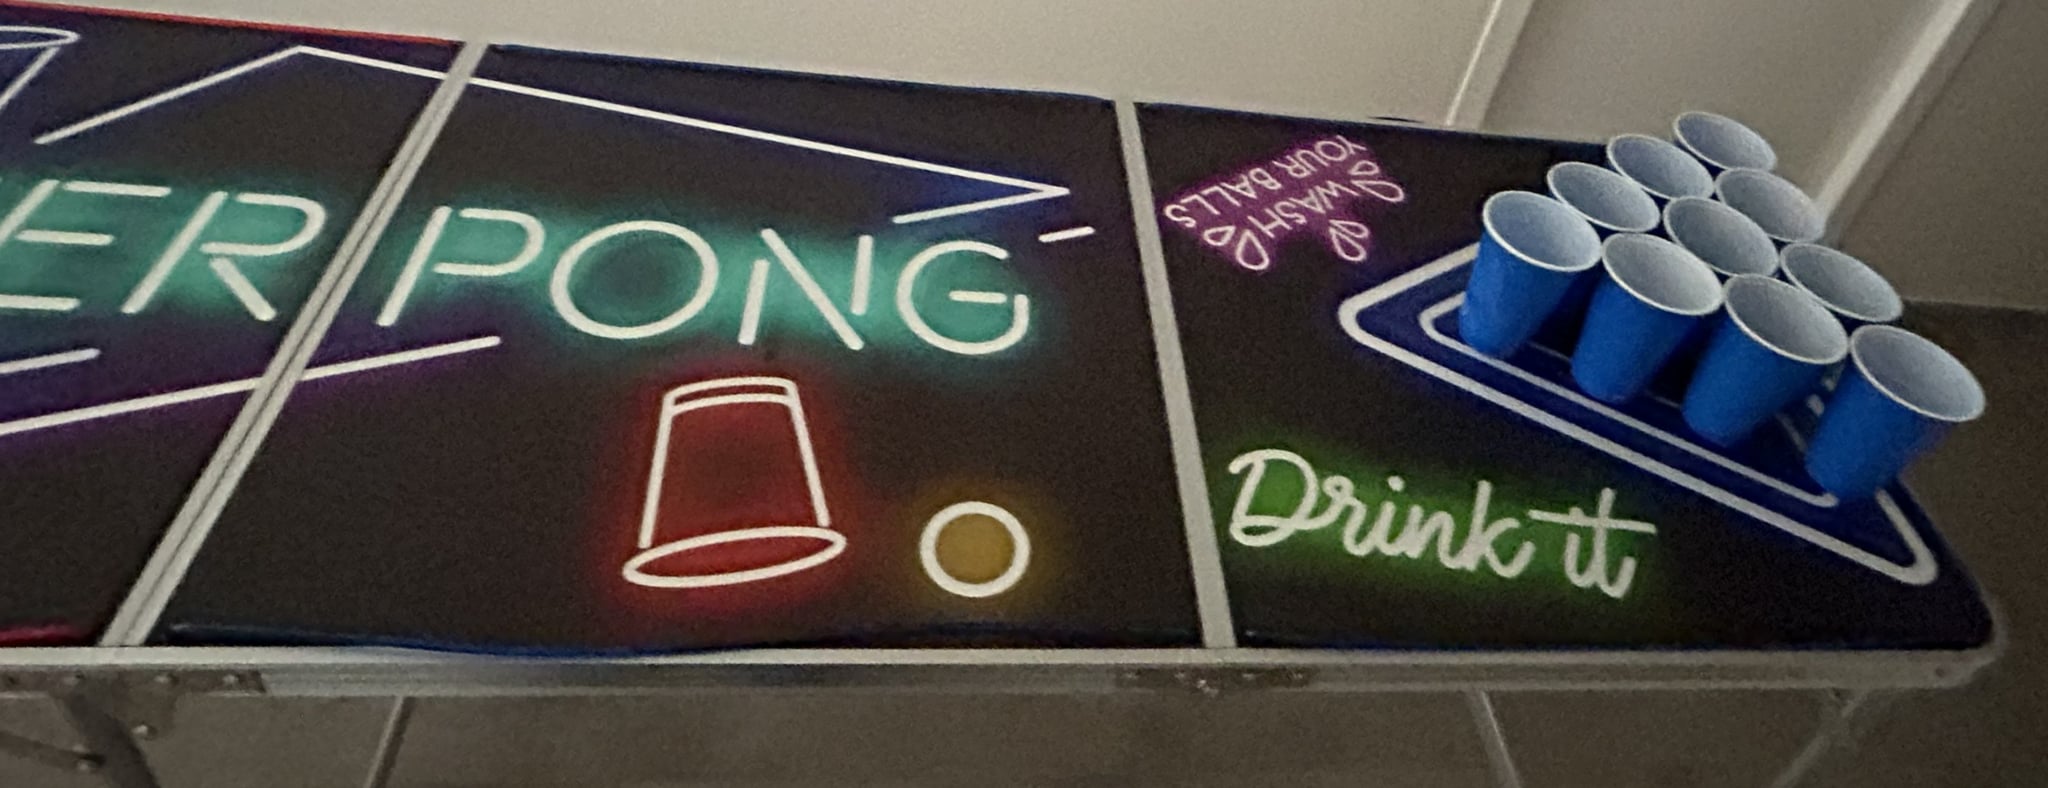 ER PONG
WASH
YOUR BALLS
Drink it